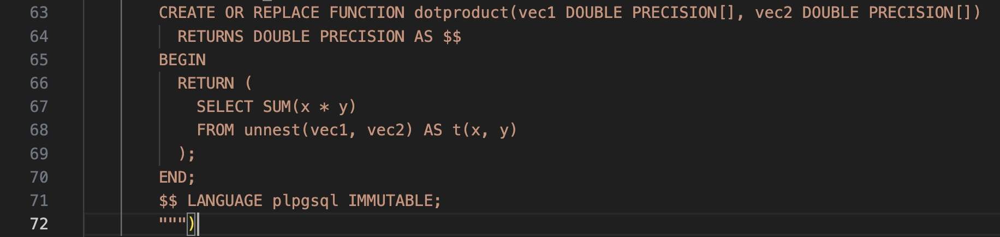 63 CREATE OR REPLACE FUNCTION dotproduct(vec1 DOUBLE PRECISION[], vec2 DOUBLE PRECISION[])
64 RETURNS DOUBLE PRECISION AS $$
65 BEGIN
66 RETURN (
67 SELECT SUM(x * y)
68 FROM unnest(vec1, vec2) AS t(x, y)
69 );
70 END;
71 $$ LANGUAGE plpgsql IMMUTABLE;
72 """)